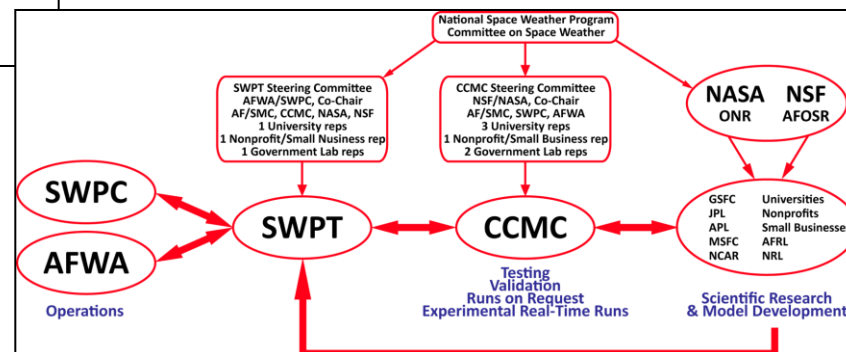 National Space Weather Program
Committee on Space Weather
SWPT Steering Committee
AFWA/SWPC, Co-Chair
AF/SMC, CCMC, NASA, NSF
1 University reps
1 Nonprofit/Small Nusiness rep
1 Government Lab reps
CCMC Steering Committee
NSF/NASA, Co-Chair
AF/SMC, SWPC, AFWA
3 University reps
1 Nonprofit/Small Business rep
2 Government Lab reps
NASA NSF
ONR AFOSR
SWPC
AFWA
Operations
SWPT
CCMC
Testing
Validation
Runs on Request
Experimental Real-Time Runs
GSFC Universities
JPL Nonprofits
APL Small Businesse
MSFC AFRL
NCAR NRL
Scientific Research
& Model Development